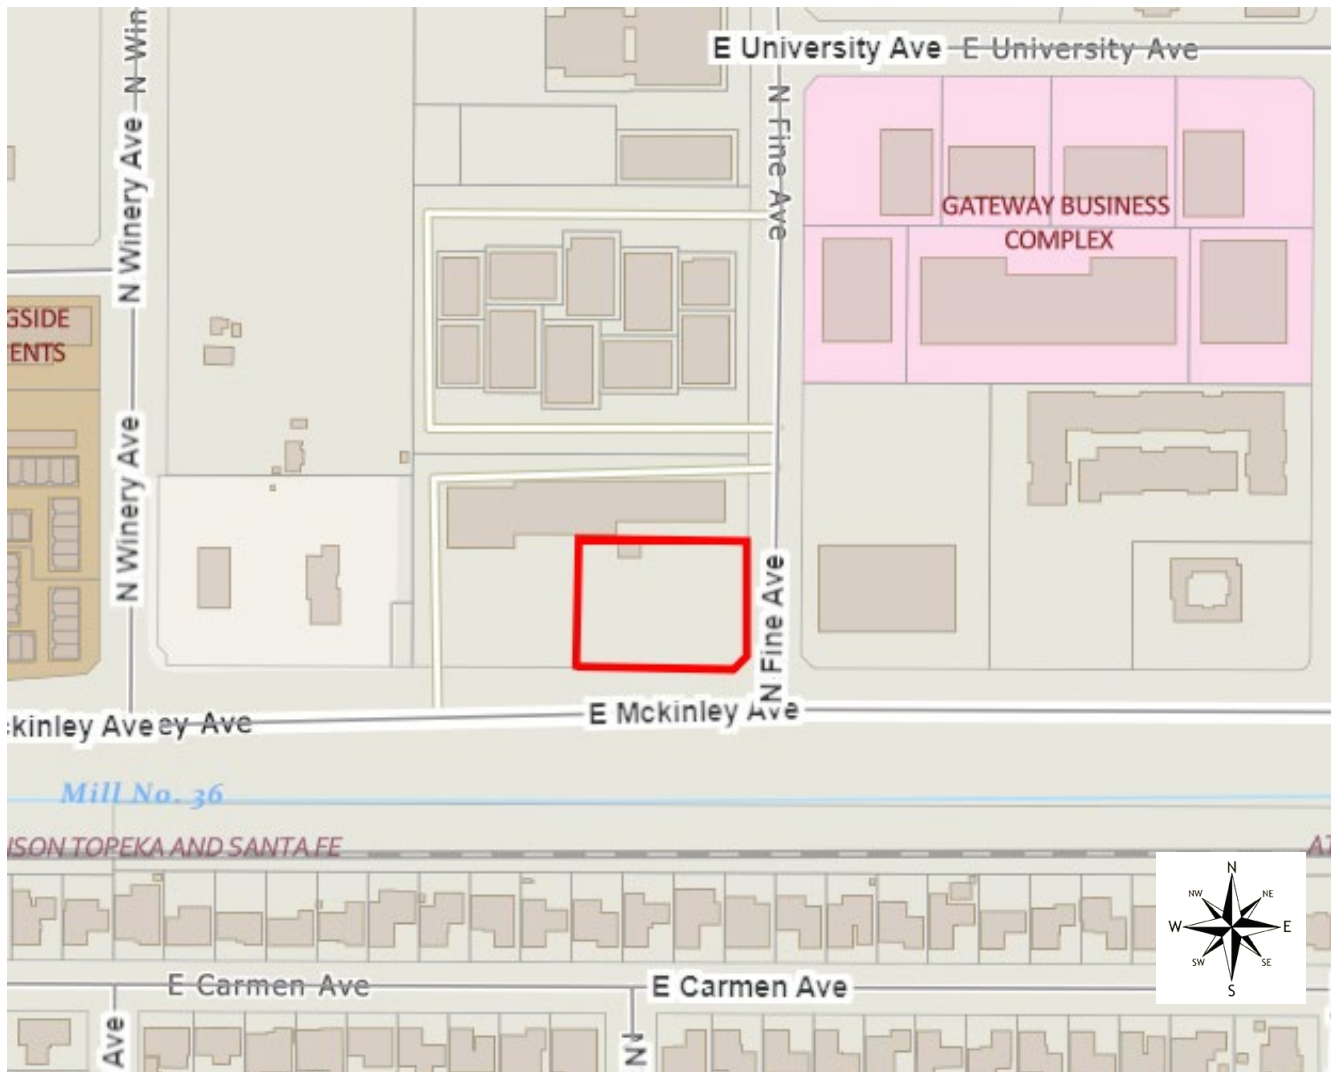 N Win
E University Ave
E University Ave
N Winery Ave
N Fine Ave
GATEWAY BUSINESS
COMPLEX
GSIDE
ENTS
N Winery Ave
N Fine Ave
E Mckinley Ave
ckinley Ave
ey Ave
Mill No. 36
ISON TOPEKA AND SANTA FE
AT
N
NW
NE
W
E
SW
SE
S
E Carmen Ave
E Carmen Ave
Ave
N